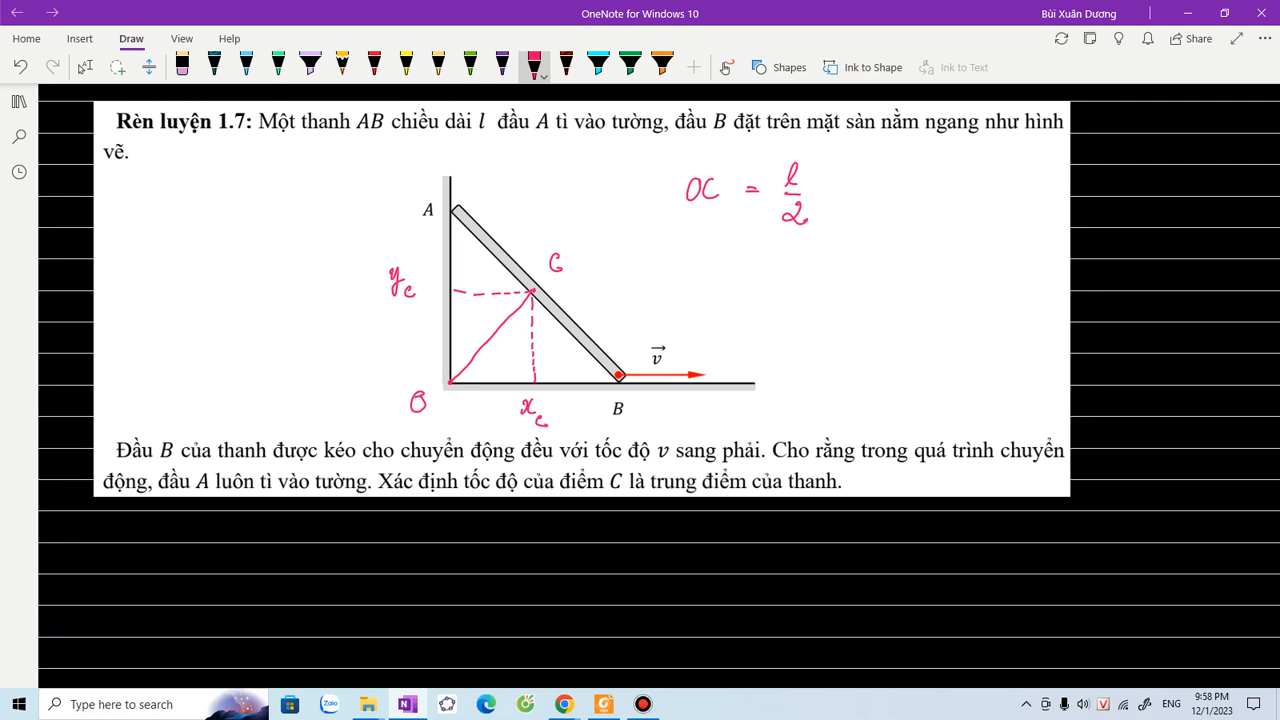 OneNote for Windows 10
Bùi Xuân Dương
Home Insert Draw View Help
Share
Shapes Ink to Shape Ink to Text
Rèn luyện 1.7: Một thanh AB chiều dài l đầu A tì vào tường, đầu B đặt trên mặt sàn nằm ngang như hình
vẽ.
OC = l/2
A
C
y_C
v
O
x_C
B
Đầu B của thanh được kéo cho chuyển động đều với tốc độ v sang phải. Cho rằng trong quá trình chuyển
động, đầu A luôn tì vào tường. Xác định tốc độ của điểm C là trung điểm của thanh.
Type here to search
Zalo
V
ENG
9:58 PM
12/1/2023